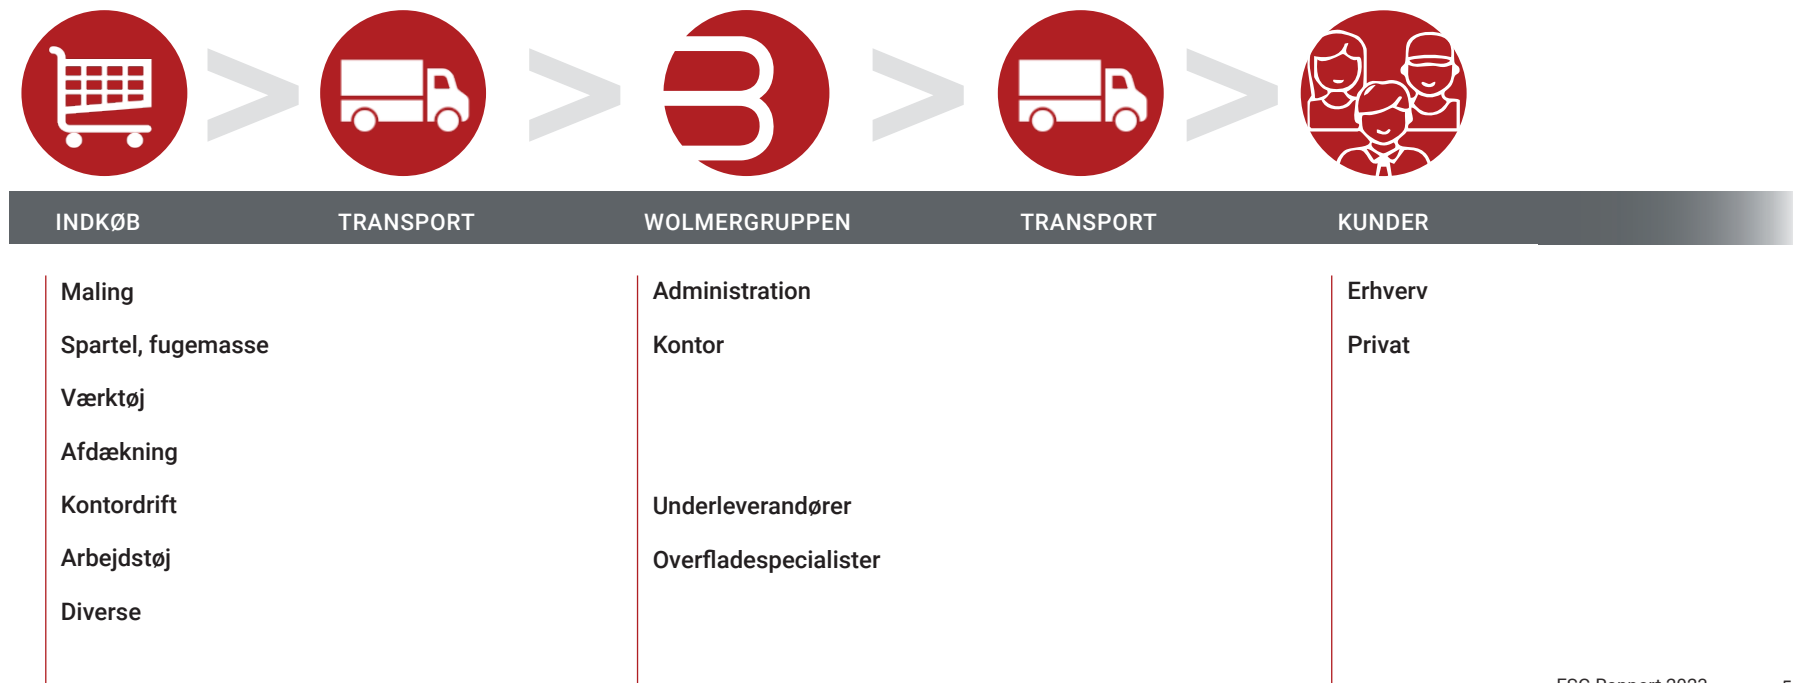 INDKØB
TRANSPORT
WOLMERGRUPPEN
TRANSPORT
KUNDER
Maling
Spartel, fugemasse
Værktøj
Afdækning
Kontordrift
Arbejdstøj
Diverse
Administration
Kontor
Underleverandører
Overfladespecialister
Erhverv
Privat